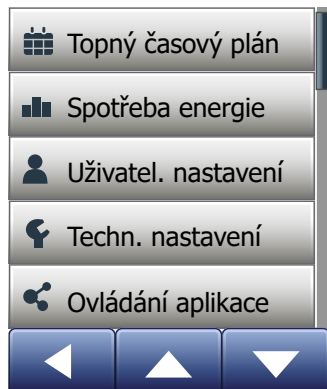 Topný časový plán
Spotřeba energie
Uživatel. nastavení
Techn. nastavení
Ovládání aplikace